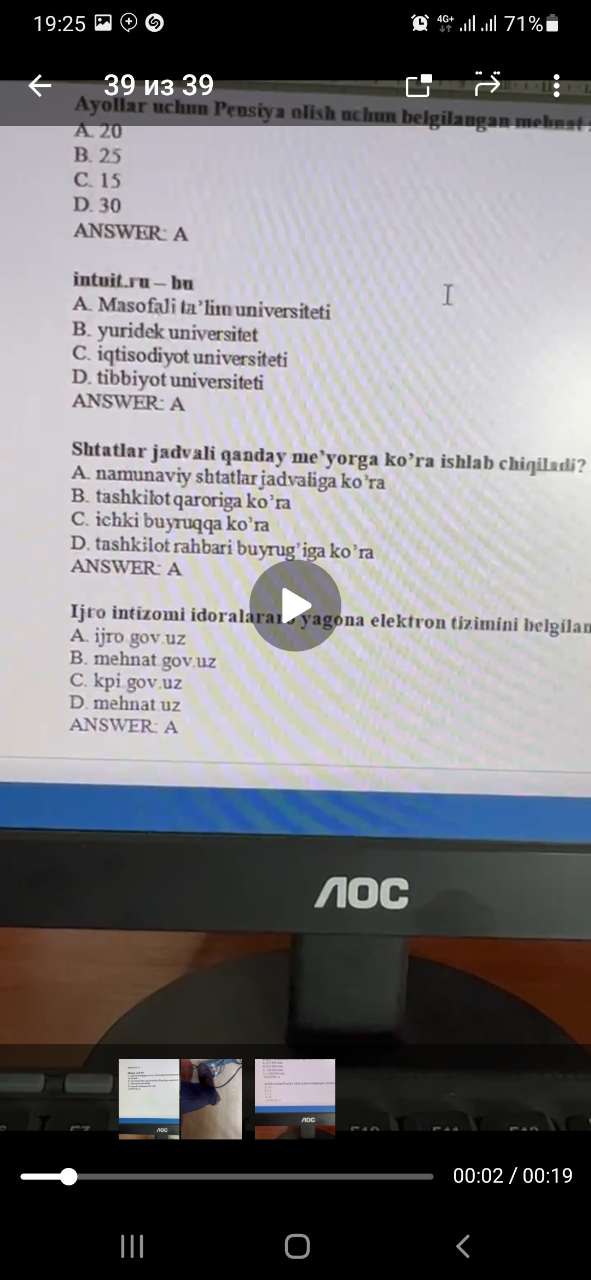 19:25
4G+
71%
39 из 39
Ayollar uchun Pensiya olish uchun belgilangan mehnat
A. 20
B. 25
C. 15
D. 30
ANSWER: A
intuit.ru – bu
A. Masofali ta’lim universiteti
B. yuridek universitet
C. iqtisodiyot universiteti
D. tibbiyot universiteti
ANSWER: A
Shtatlar jadvali qanday me’yorga ko’ra ishlab chiqiladi?
A. namunaviy shtatlar jadvaliga ko’ra
B. tashkilot qaroriga ko’ra
C. ichki buyruqqa ko’ra
D. tashkilot rahbari buyrug’iga ko’ra
ANSWER: A
Ijro intizomi idoralararo yagona elektron tizimini belgilan
A. ijro.gov.uz
B. mehnat.gov.uz
C. kpi.gov.uz
D. mehnat uz
ANSWER: A
AOC
AOC
AOC
00:02 / 00:19